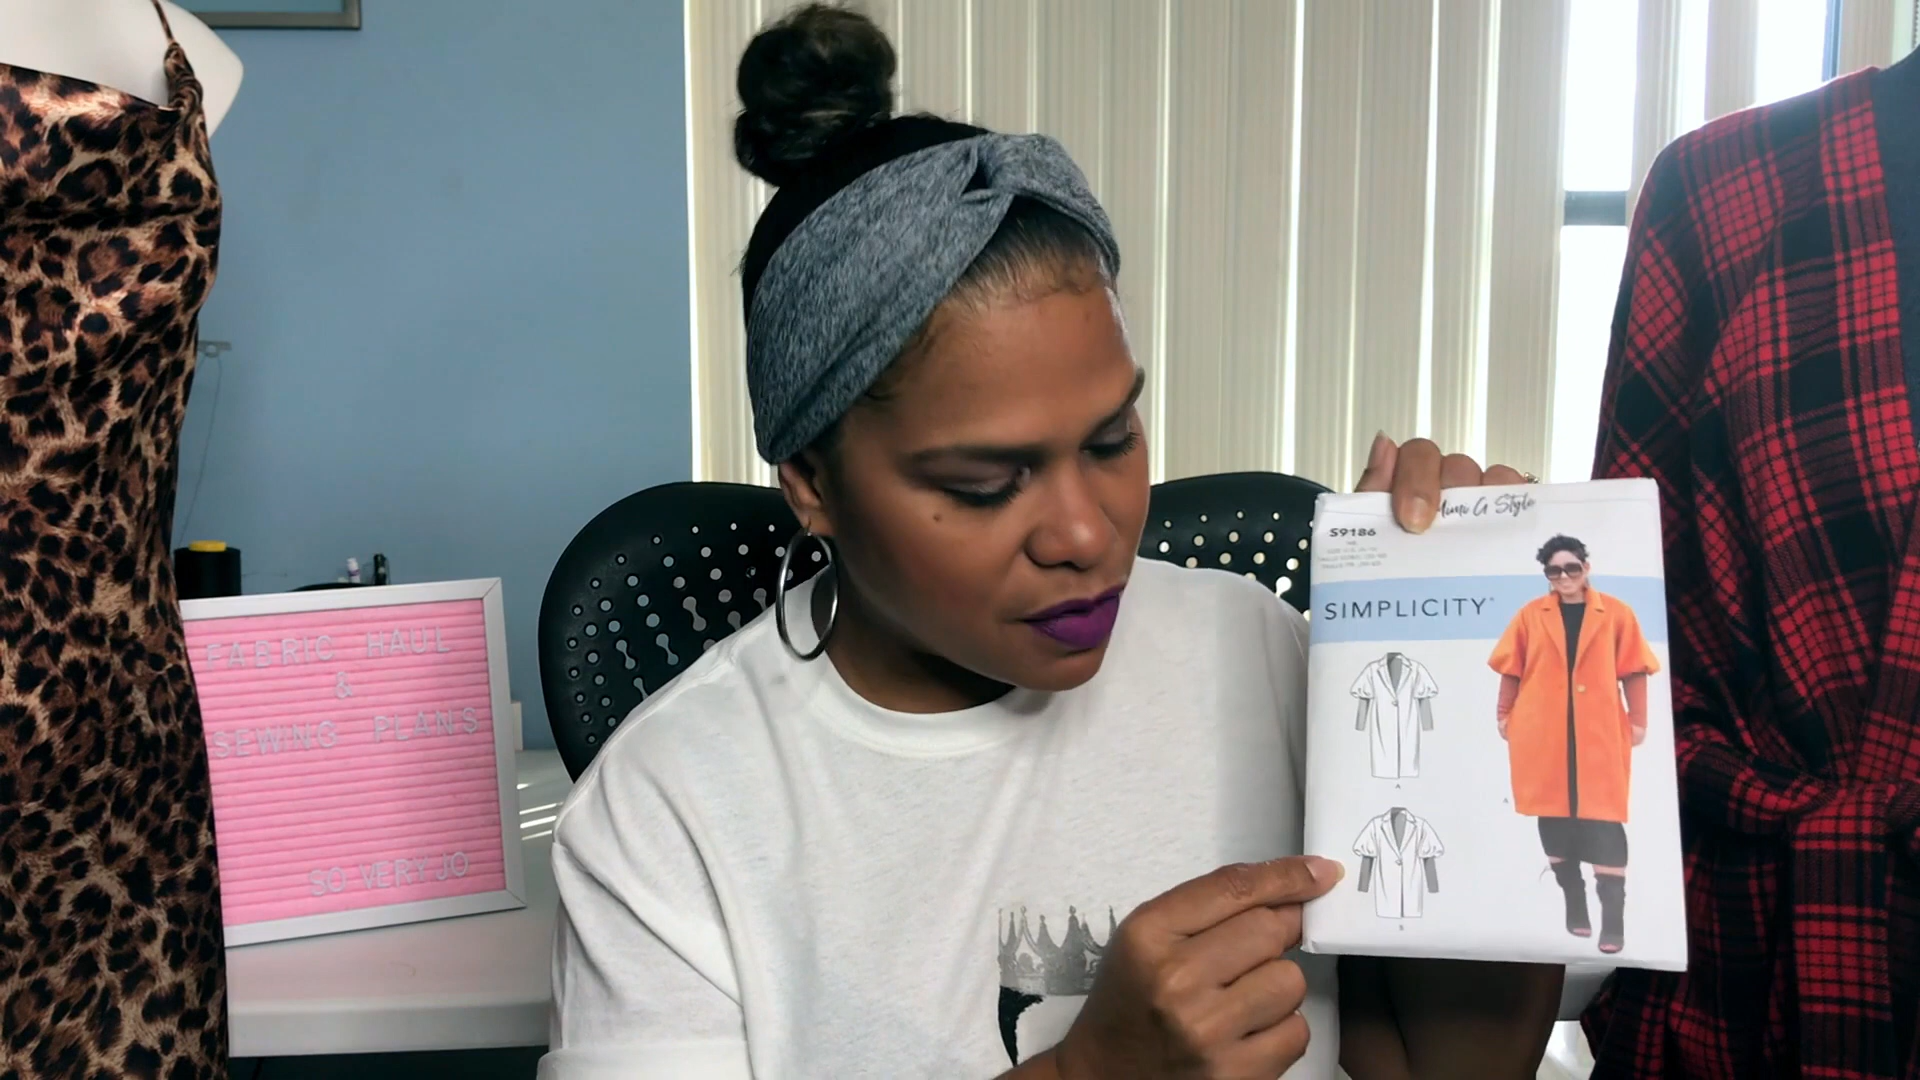 FABRIC HAUL
&
SEWING PLANS
SO VERY JO
Mimi G Style
S9186
SIMPLICITY
A
A
B